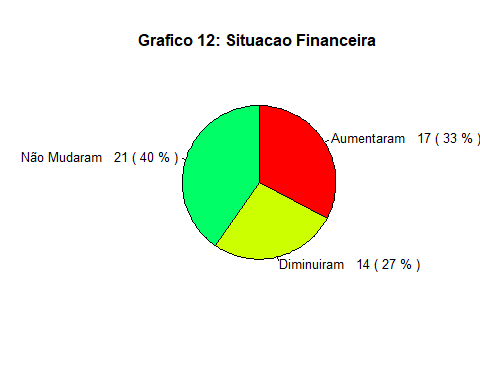 Grafico 12: Situacao Financeira
Aumentaram 17 ( 33 % )
Não Mudaram 21 ( 40 % )
Diminuiram 14 ( 27 % )